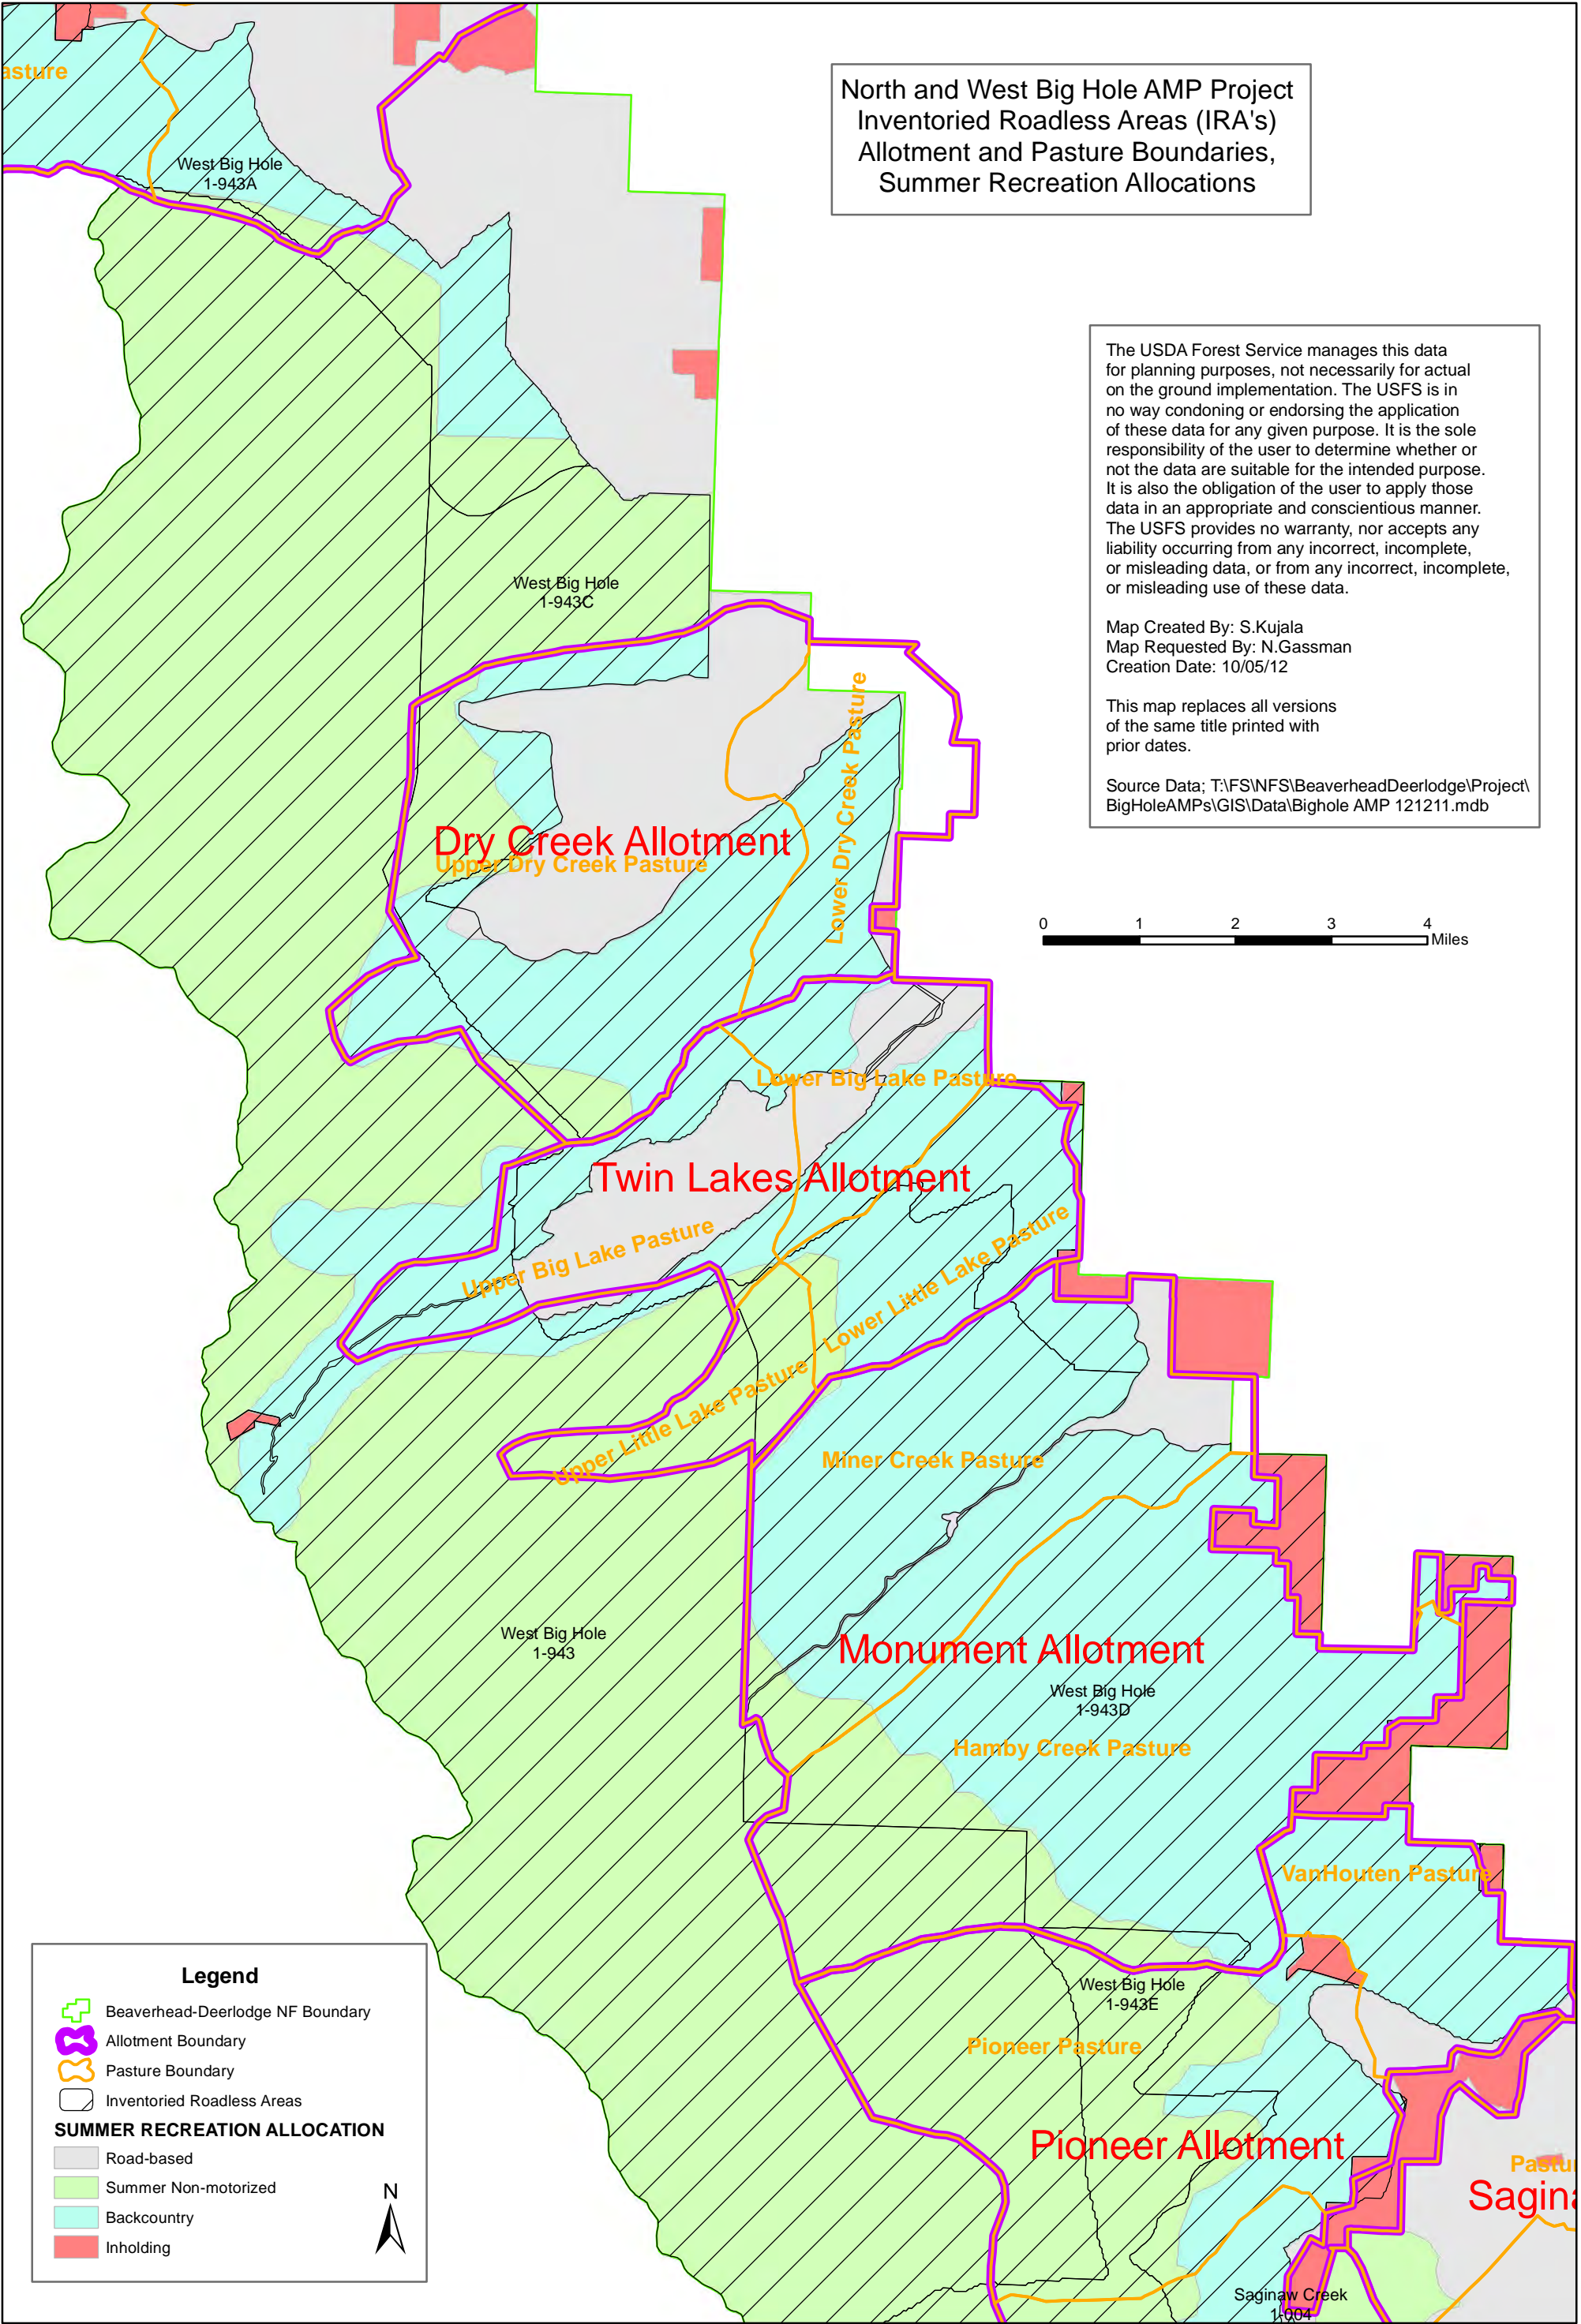 North and West Big Hole AMP Project
Inventoried Roadless Areas (IRA's)
Allotment and Pasture Boundaries,
Summer Recreation Allocations
asture
West Big Hole
1-943A
The USDA Forest Service manages this data
for planning purposes, not necessarily for actual
on the ground implementation. The USFS is in
no way condoning or endorsing the application
of these data for any given purpose. It is the sole
responsibility of the user to determine whether or
not the data are suitable for the intended purpose.
It is also the obligation of the user to apply those
data in an appropriate and conscientious manner.
The USFS provides no warranty, nor accepts any
liability occurring from any incorrect, incomplete,
or misleading data, or from any incorrect, incomplete,
or misleading use of these data.
Map Created By: S.Kujala
Map Requested By: N.Gassman
Creation Date: 10/05/12
This map replaces all versions
of the same title printed with
prior dates.
Source Data; T:\FS\NFS\BeaverheadDeerlodge\Project\
BigHoleAMPs\GIS\Data\Bighole AMP 121211.mdb
West Big Hole
1-943C
Lower Dry Creek Pasture
Dry Creek Allotment
Upper Dry Creek Pasture
0 1 2 3 4
Miles
Lower Big Lake Pasture
Twin Lakes Allotment
Upper Big Lake Pasture
Lower Little Lake Pasture
Upper Little Lake Pasture
Miner Creek Pasture
West Big Hole
1-943
Monument Allotment
West Big Hole
1-943D
Hamby Creek Pasture
VanHouten Pasture
West Big Hole
1-943E
Pioneer Pasture
Pioneer Allotment
Pastu
Sagina
Saginaw Creek
1-004
Legend
Beaverhead-Deerlodge NF Boundary
Allotment Boundary
Pasture Boundary
Inventoried Roadless Areas
SUMMER RECREATION ALLOCATION
Road-based
Summer Non-motorized
Backcountry
Inholding
N